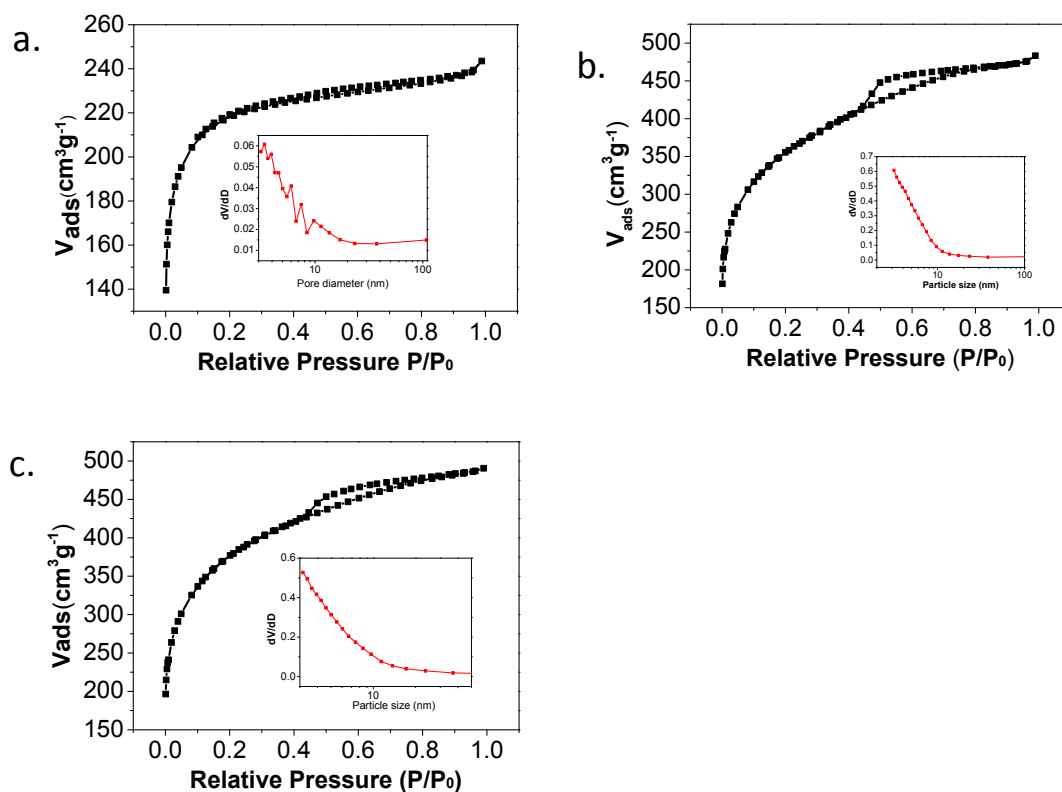 a.
260
240
220
200
180
160
140
Vads(cm³g⁻¹)
0.0 0.2 0.4 0.6 0.8 1.0
Relative Pressure P/P₀
0.06
0.05
0.04
0.03
0.02
0.01
dV/dD
10 100
Pore diameter (nm)
b.
500
450
400
350
300
250
200
150
Vads (cm³g⁻¹)
0.0 0.2 0.4 0.6 0.8 1.0
Relative Pressure (P/P₀)
0.7
0.6
0.5
0.4
0.3
0.2
0.1
0.0
dV/dD
10 100
Particle size (nm)
c.
500
450
400
350
300
250
200
150
Vads(cm³g⁻¹)
0.0 0.2 0.4 0.6 0.8 1.0
Relative Pressure (P/P₀)
0.6
0.4
0.2
0.0
dV/dD
10
Particle size (nm)